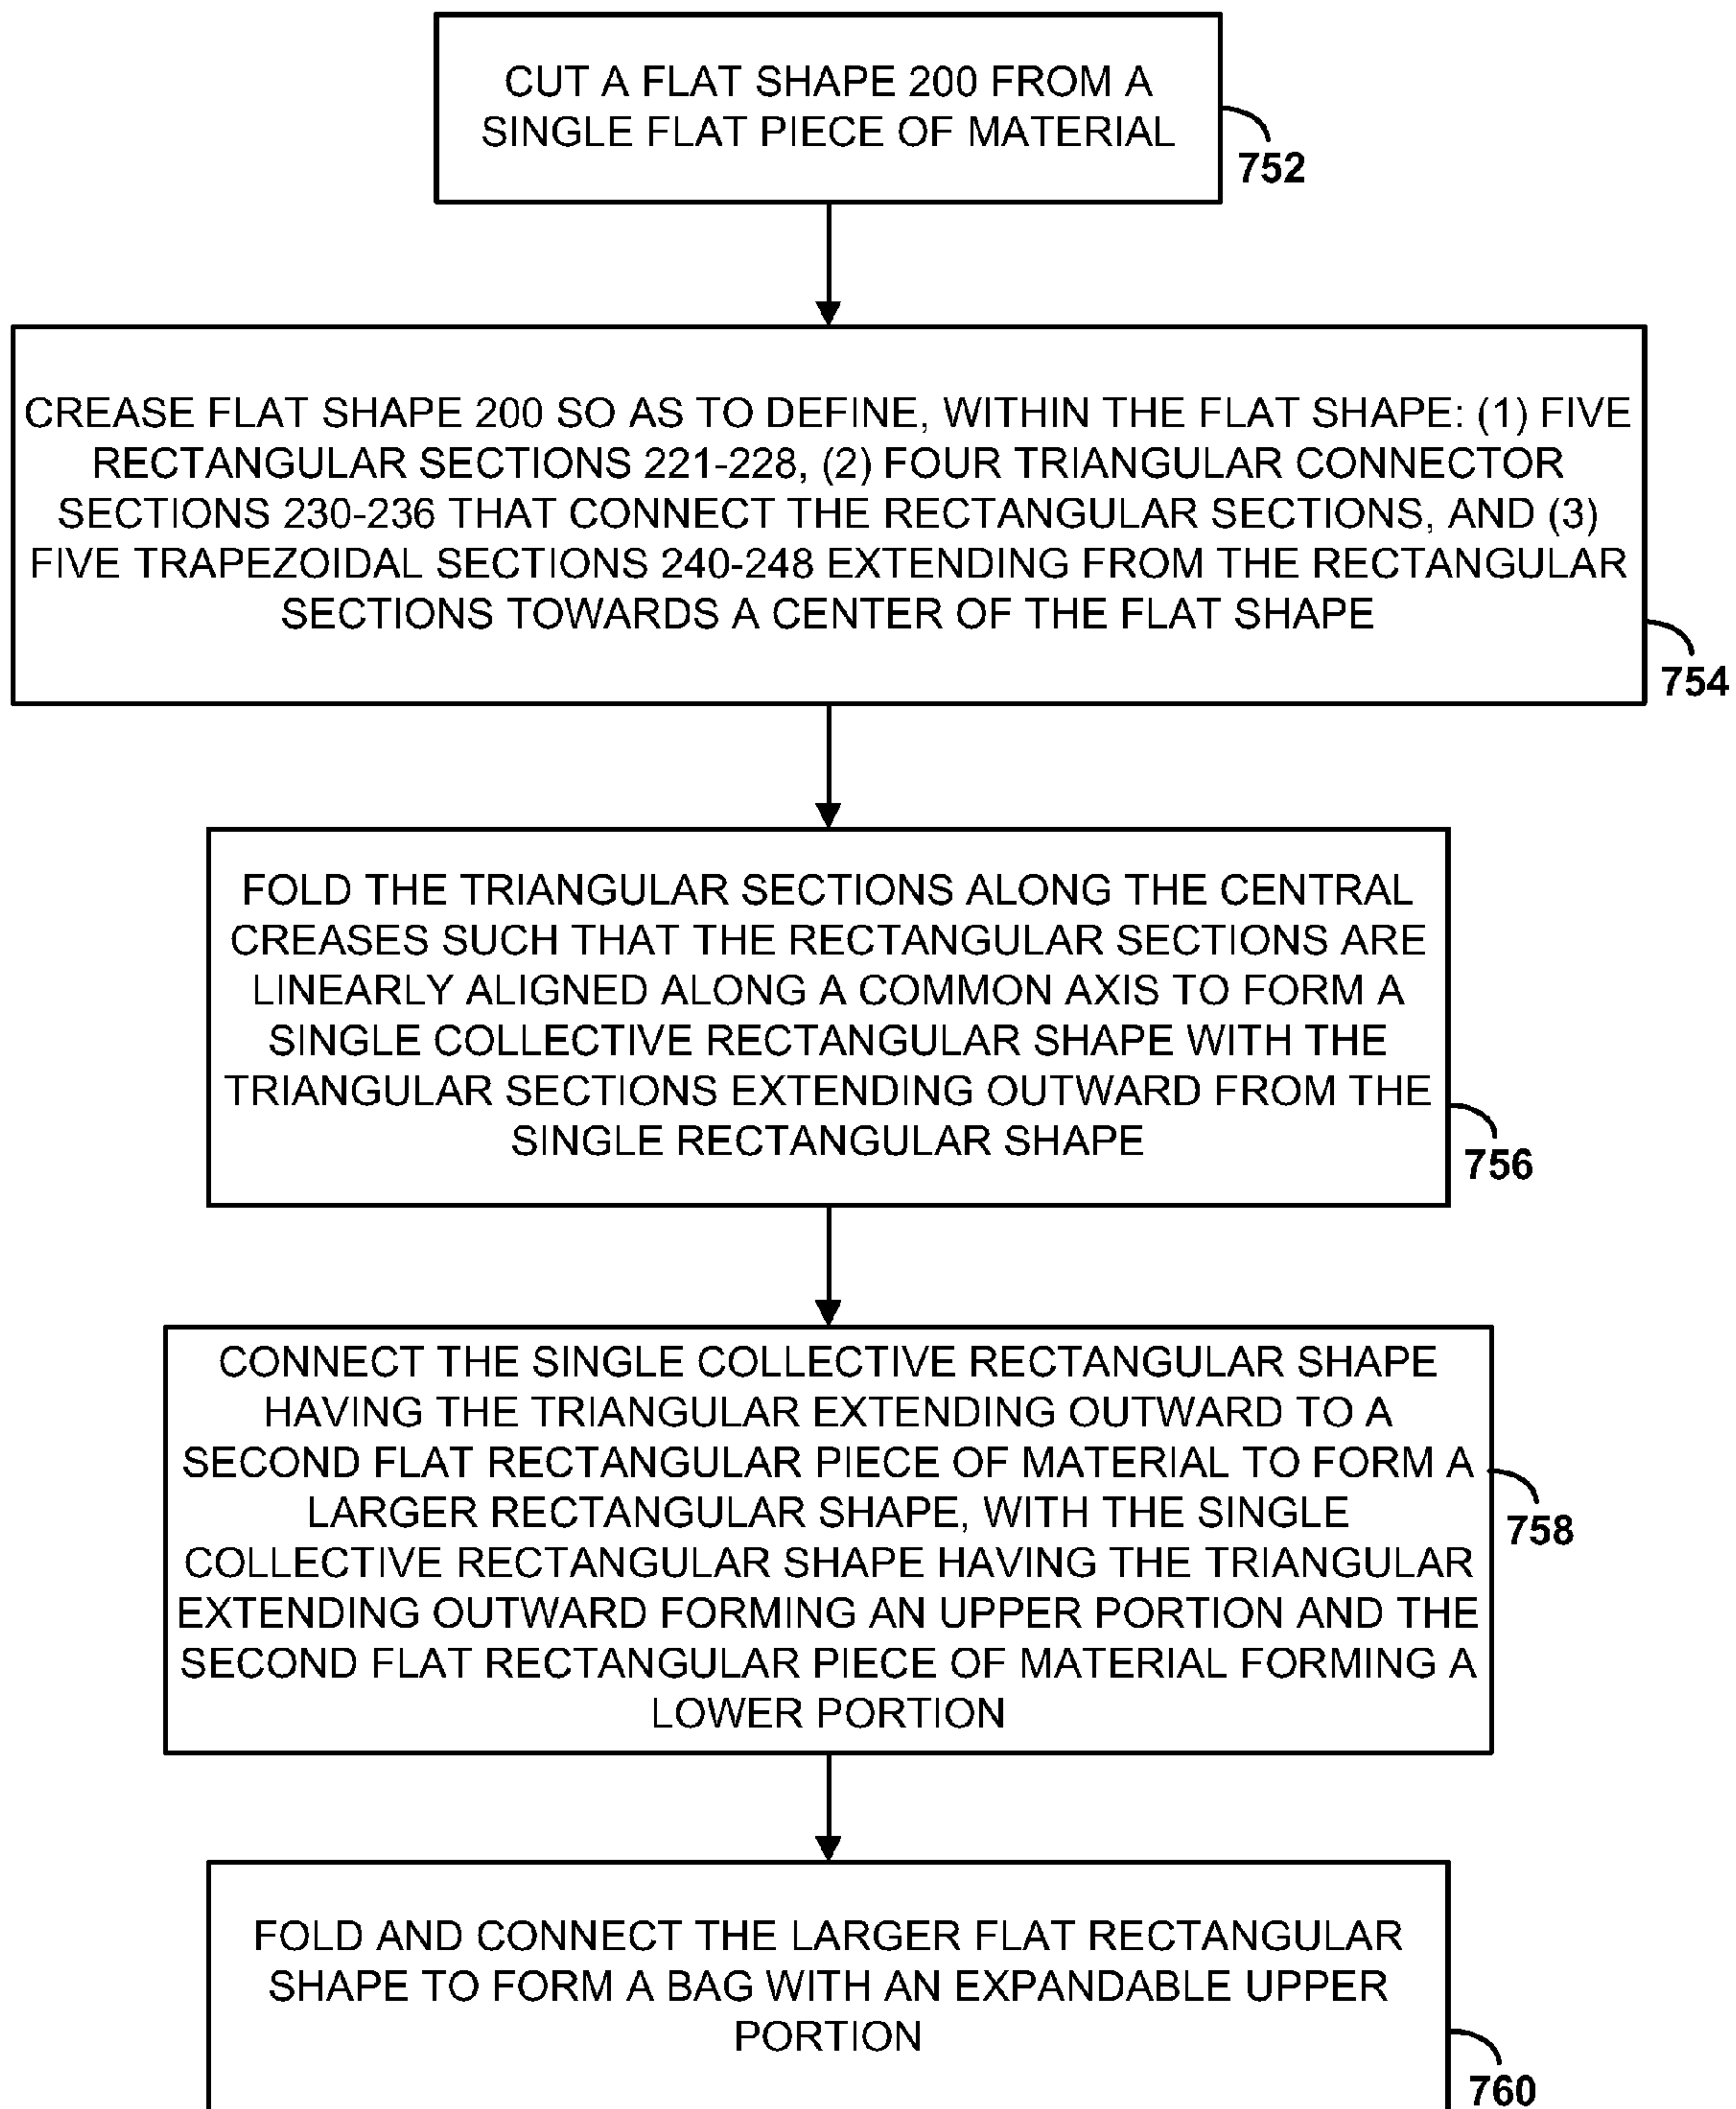 CUT A FLAT SHAPE 200 FROM A
SINGLE FLAT PIECE OF MATERIAL
752
CREASE FLAT SHAPE 200 SO AS TO DEFINE, WITHIN THE FLAT SHAPE: (1) FIVE
RECTANGULAR SECTIONS 221-228, (2) FOUR TRIANGULAR CONNECTOR
SECTIONS 230-236 THAT CONNECT THE RECTANGULAR SECTIONS, AND (3)
FIVE TRAPEZOIDAL SECTIONS 240-248 EXTENDING FROM THE RECTANGULAR
SECTIONS TOWARDS A CENTER OF THE FLAT SHAPE
754
FOLD THE TRIANGULAR SECTIONS ALONG THE CENTRAL
CREASES SUCH THAT THE RECTANGULAR SECTIONS ARE
LINEARLY ALIGNED ALONG A COMMON AXIS TO FORM A
SINGLE COLLECTIVE RECTANGULAR SHAPE WITH THE
TRIANGULAR SECTIONS EXTENDING OUTWARD FROM THE
SINGLE RECTANGULAR SHAPE
756
CONNECT THE SINGLE COLLECTIVE RECTANGULAR SHAPE
HAVING THE TRIANGULAR EXTENDING OUTWARD TO A
SECOND FLAT RECTANGULAR PIECE OF MATERIAL TO FORM A
LARGER RECTANGULAR SHAPE, WITH THE SINGLE
COLLECTIVE RECTANGULAR SHAPE HAVING THE TRIANGULAR
EXTENDING OUTWARD FORMING AN UPPER PORTION AND THE
SECOND FLAT RECTANGULAR PIECE OF MATERIAL FORMING A
LOWER PORTION
758
FOLD AND CONNECT THE LARGER FLAT RECTANGULAR
SHAPE TO FORM A BAG WITH AN EXPANDABLE UPPER
PORTION
760